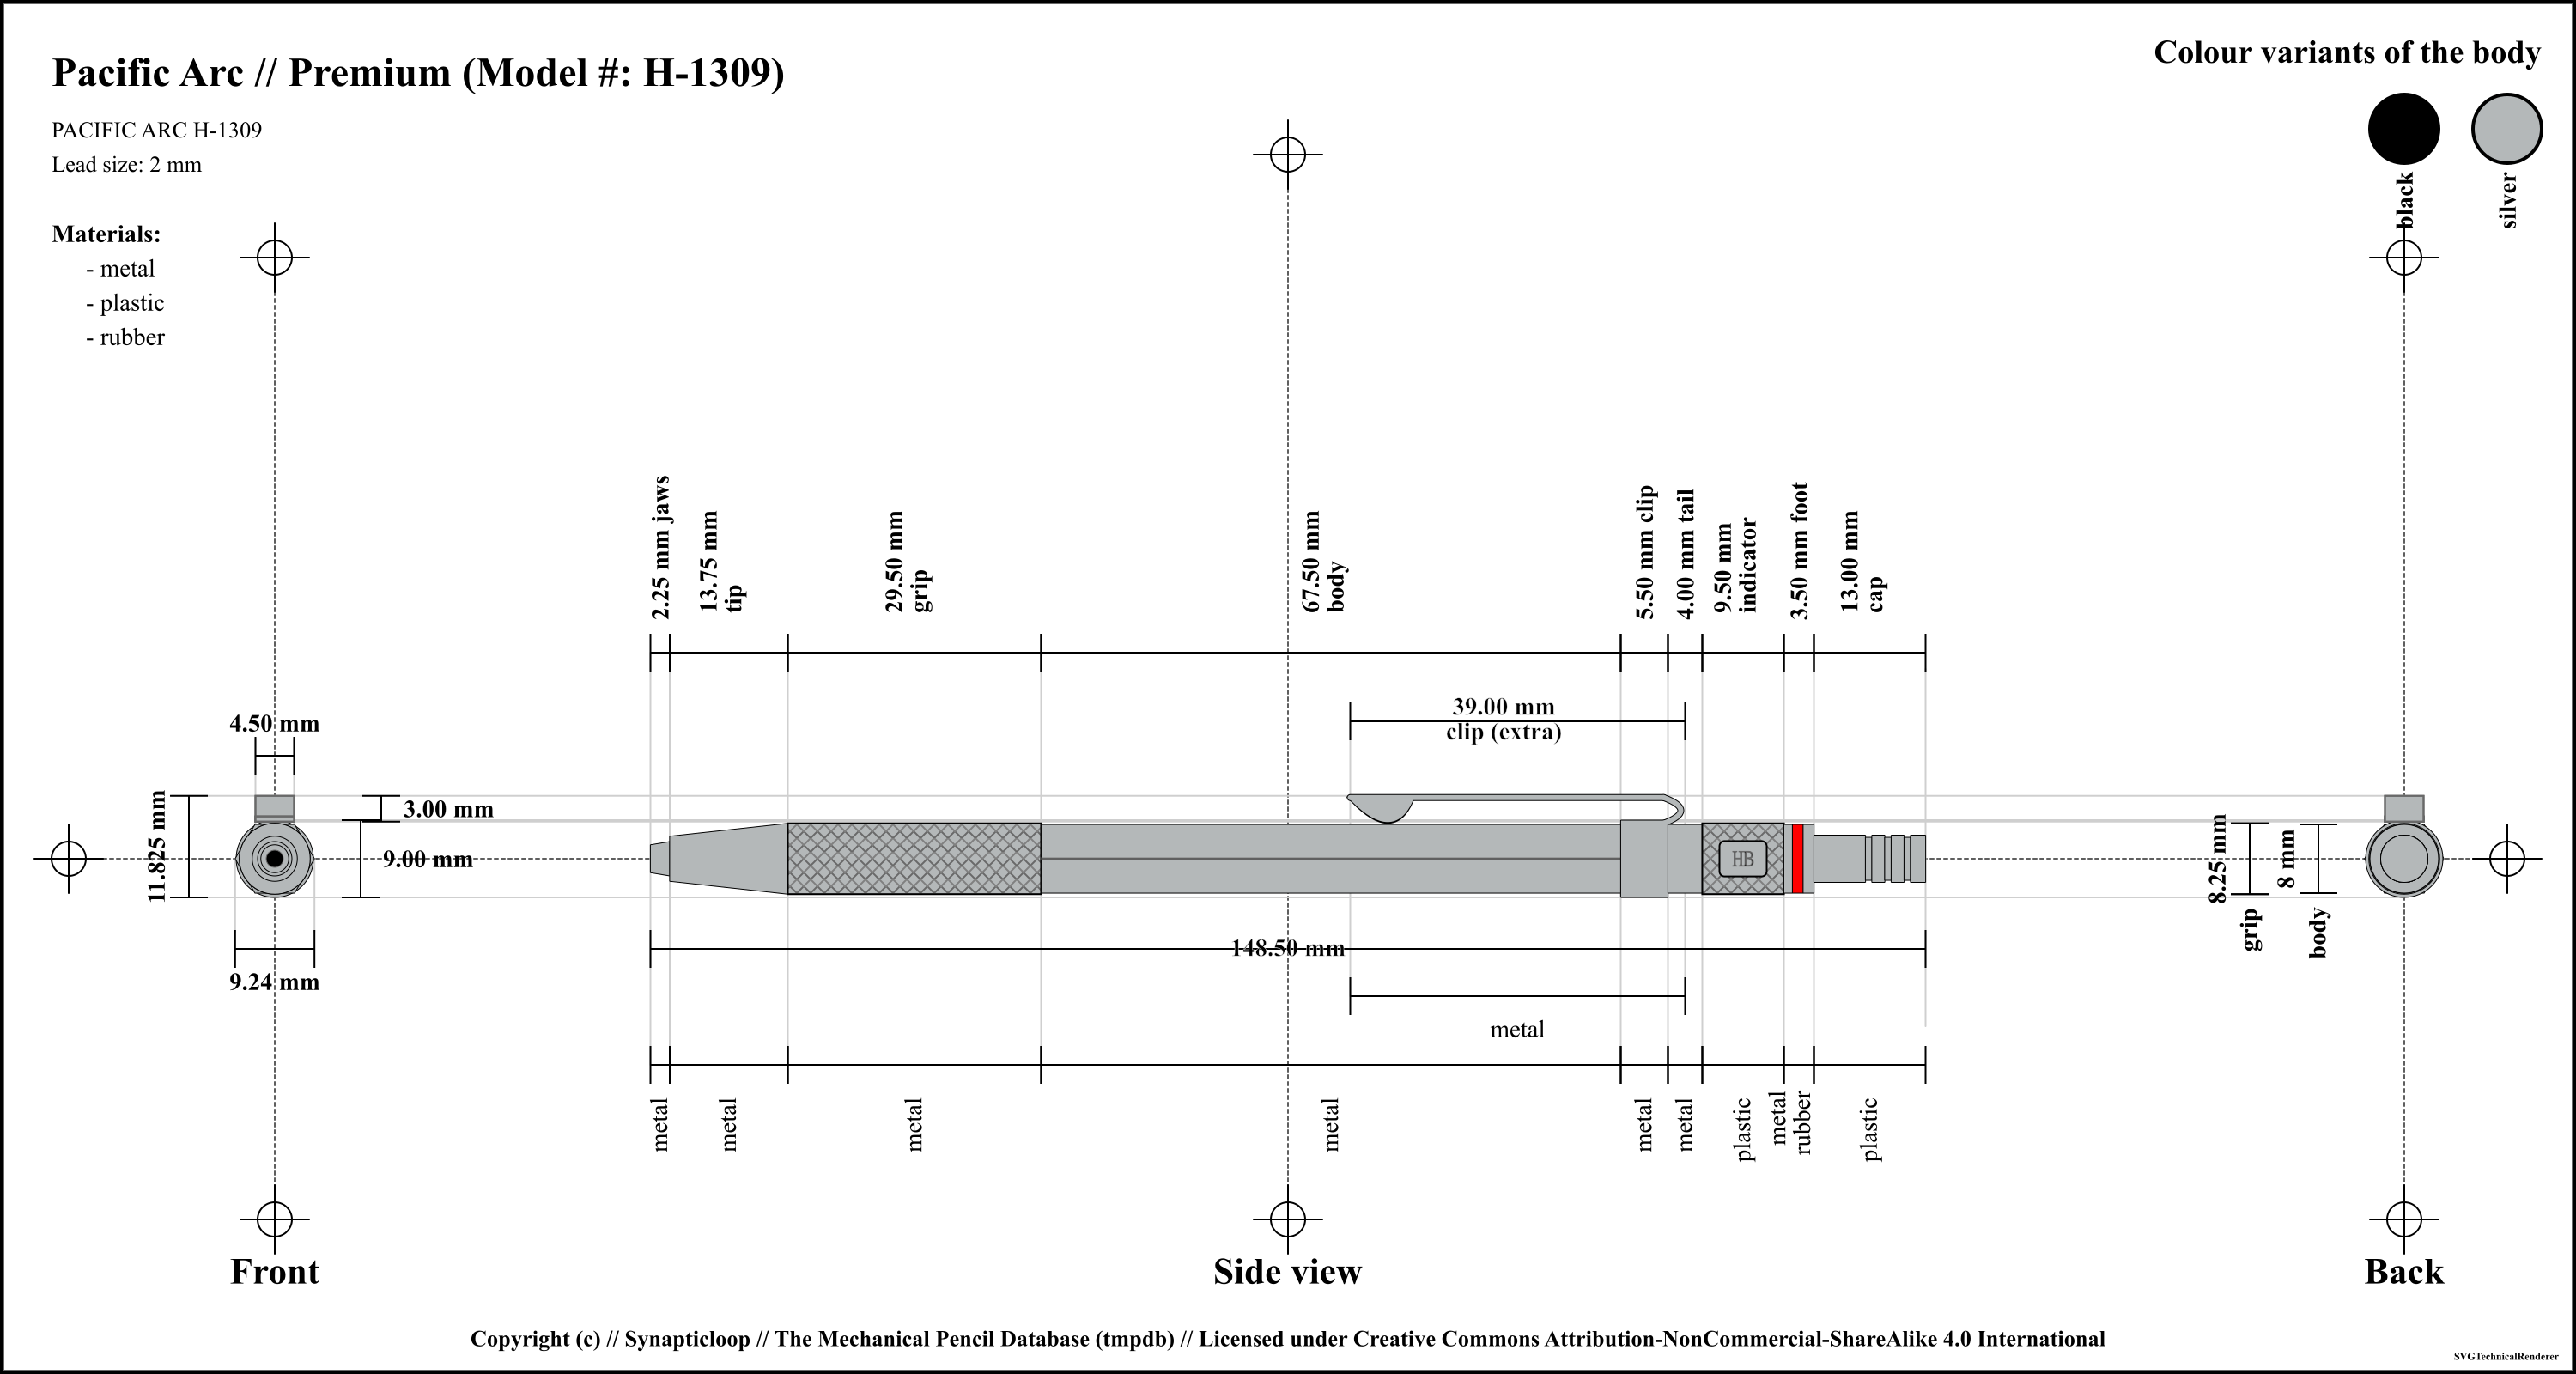 Pacific Arc // Premium (Model #: H-1309)
PACIFIC ARC H-1309
Lead size: 2 mm
Materials:
- metal
- plastic
- rubber
Colour variants of the body
black
silver
2.25 mm jaws
13.75 mm
tip
29.50 mm
grip
67.50 mm
body
5.50 mm clip
4.00 mm tail
9.50 mm
indicator
3.50 mm foot
13.00 mm
cap
39.00 mm
clip (extra)
4.50 mm
11.825 mm
3.00 mm
9.00 mm
9.24 mm
HB
8.25 mm
grip
8 mm
body
148.50 mm
metal
metal
metal
metal
metal
metal
metal
plastic
metal
rubber
plastic
Front
Side view
Back
Copyright (c) // Synapticloop // The Mechanical Pencil Database (tmpdb) // Licensed under Creative Commons Attribution-NonCommercial-ShareAlike 4.0 International
SVGTechnicalRenderer